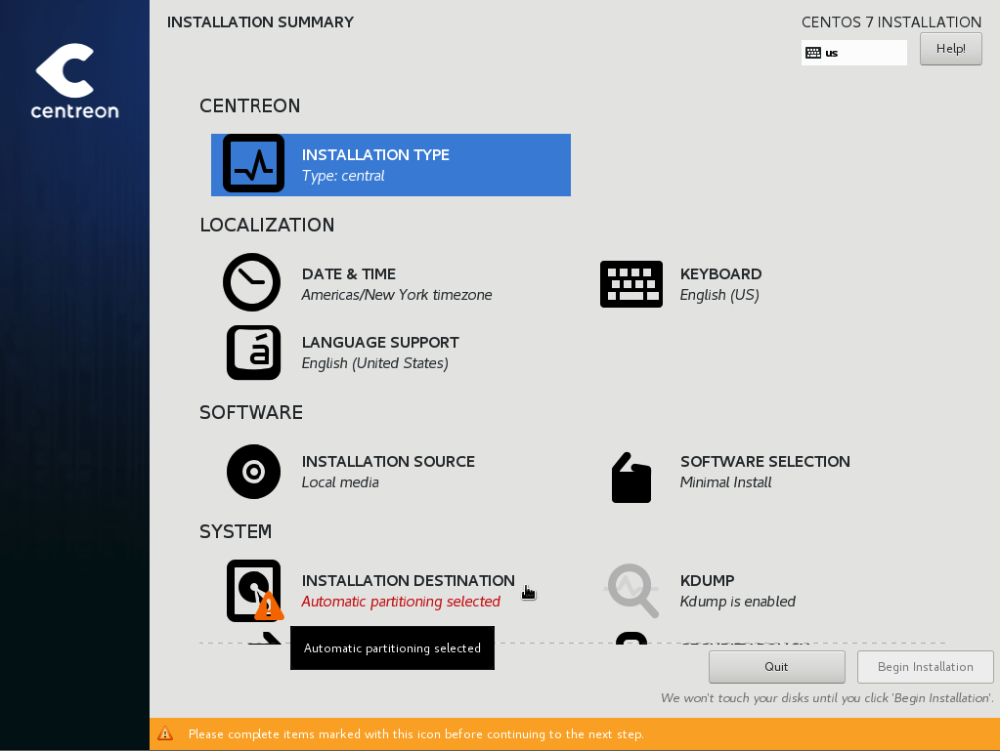 INSTALLATION SUMMARY
CENTOS 7 INSTALLATION
us
Help!
centreon
CENTREON
INSTALLATION TYPE
Type: central
LOCALIZATION
DATE & TIME
Americas/New York timezone
KEYBOARD
English (US)
LANGUAGE SUPPORT
English (United States)
SOFTWARE
INSTALLATION SOURCE
Local media
SOFTWARE SELECTION
Minimal Install
SYSTEM
INSTALLATION DESTINATION
Automatic partitioning selected
KDUMP
Kdump is enabled
Automatic partitioning selected
Quit
Begin Installation
We won't touch your disks until you click 'Begin Installation'.
Please complete items marked with this icon before continuing to the next step.